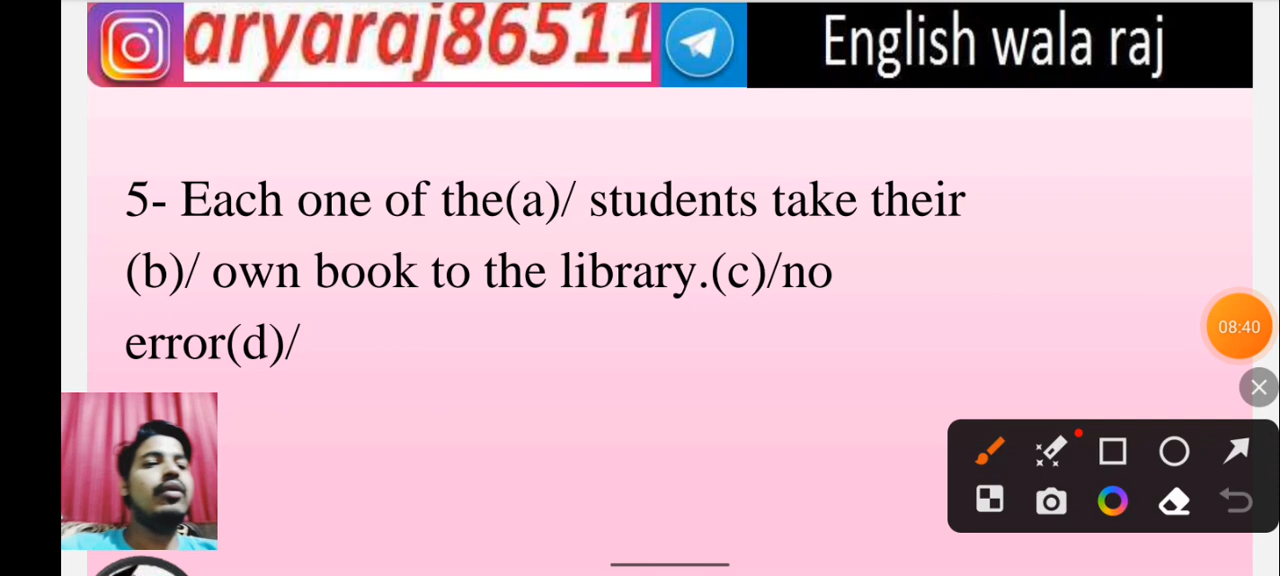 aryaraj86511 English wala raj
5- Each one of the(a)/ students take their
(b)/ own book to the library.(c)/no
error(d)/
08:40